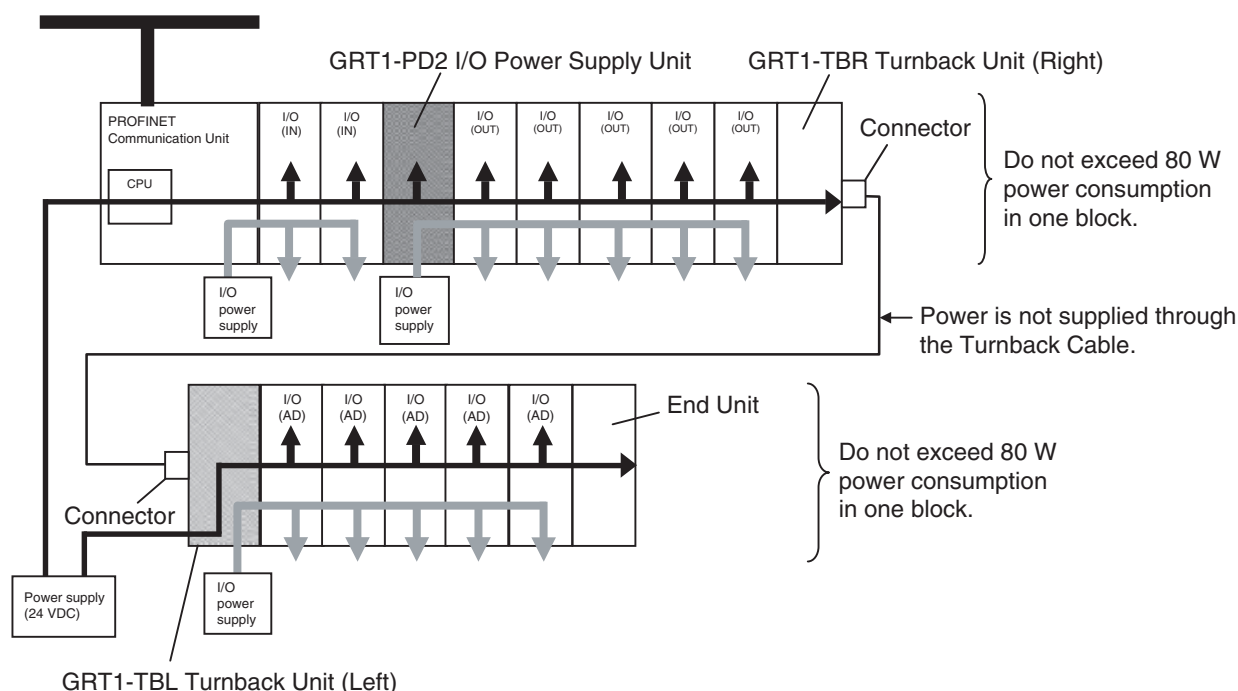 GRT1-PD2 I/O Power Supply Unit
GRT1-TBR Turnback Unit (Right)
PROFINET
Communication Unit
CPU
I/O
(IN)
I/O
(IN)
I/O
(OUT)
I/O
(OUT)
I/O
(OUT)
I/O
(OUT)
I/O
(OUT)
Connector
Do not exceed 80 W
power consumption
in one block.
I/O
power
supply
I/O
power
supply
Power is not supplied through
the Turnback Cable.
I/O
(AD)
I/O
(AD)
I/O
(AD)
I/O
(AD)
I/O
(AD)
End Unit
Do not exceed 80 W
power consumption
in one block.
Connector
Power supply
(24 VDC)
I/O
power
supply
GRT1-TBL Turnback Unit (Left)